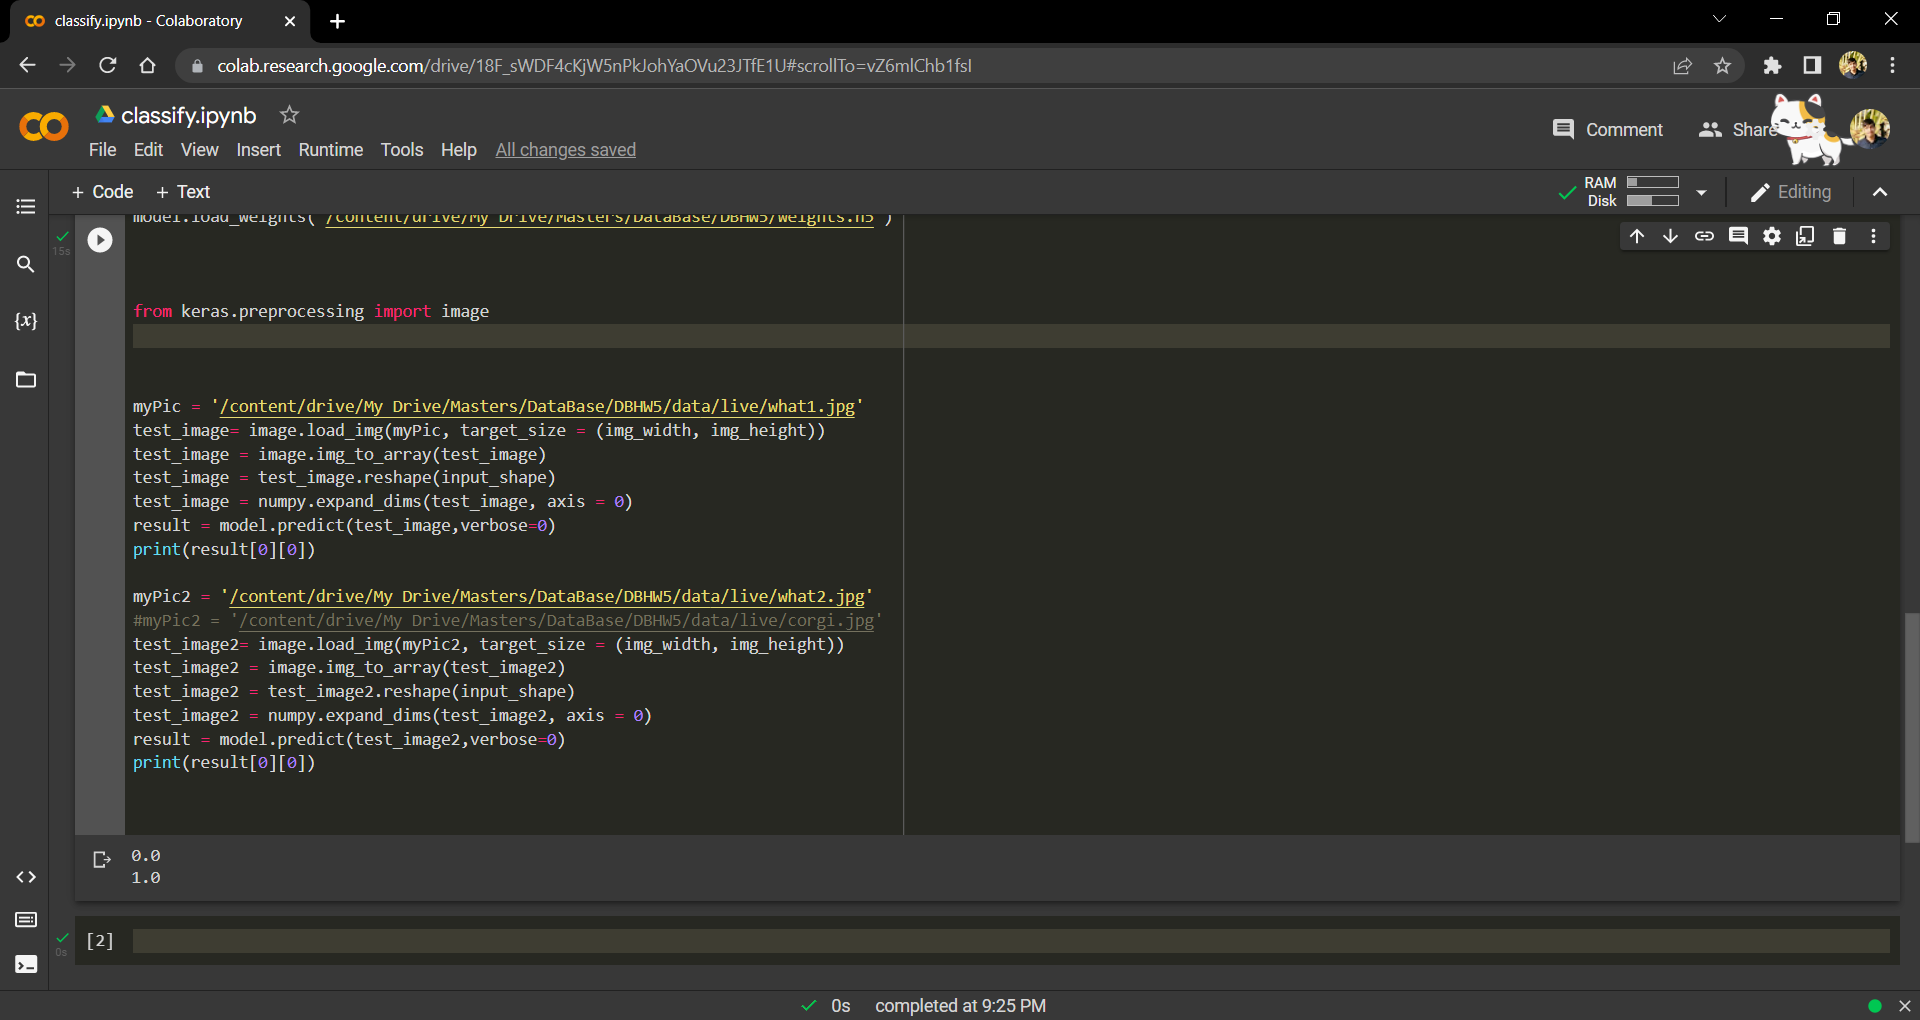 classify.ipynb - Colaboratory
colab.research.google.com/drive/18F_sWDF4cKjW5nPkJohYaOVu23JTfE1U#scrollTo=vZ6mlChb1fsI
classify.ipynb
Comment
Share
File Edit View Insert Runtime Tools Help All changes saved
+ Code + Text
RAM
Disk
Editing
model.load_weights('/content/drive/My Drive/Masters/DataBase/DBHW5/weights.h5')
15s
from keras.preprocessing import image
{x}
myPic = '/content/drive/My Drive/Masters/DataBase/DBHW5/data/live/what1.jpg'
test_image= image.load_img(myPic, target_size = (img_width, img_height))
test_image = image.img_to_array(test_image)
test_image = test_image.reshape(input_shape)
test_image = numpy.expand_dims(test_image, axis = 0)
result = model.predict(test_image,verbose=0)
print(result[0][0])
myPic2 = '/content/drive/My Drive/Masters/DataBase/DBHW5/data/live/what2.jpg'
#myPic2 = '/content/drive/My Drive/Masters/DataBase/DBHW5/data/live/corgi.jpg'
test_image2= image.load_img(myPic2, target_size = (img_width, img_height))
test_image2 = image.img_to_array(test_image2)
test_image2 = test_image2.reshape(input_shape)
test_image2 = numpy.expand_dims(test_image2, axis = 0)
result = model.predict(test_image2,verbose=0)
print(result[0][0])
0.0
1.0
[2]
0s
0s completed at 9:25 PM